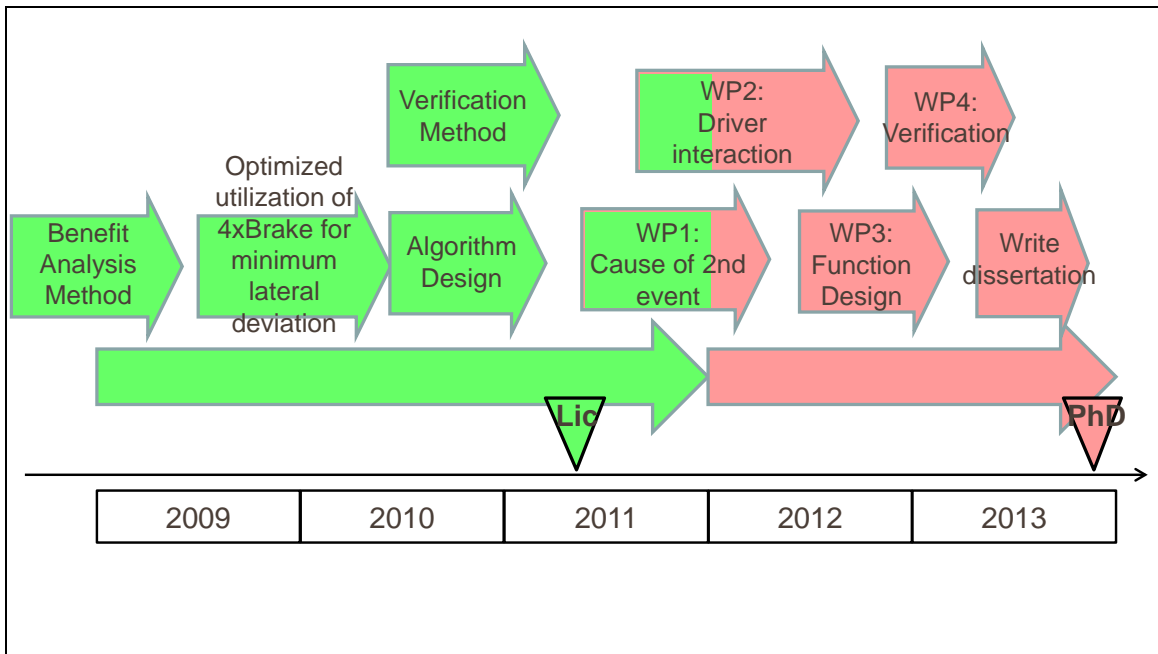 Verification
Method
WP2:
Driver
interaction
WP4:
Verification
Benefit
Analysis
Method
Optimized
utilization of
4xBrake for
minimum
lateral
deviation
Algorithm
Design
WP1:
Cause of 2nd
event
WP3:
Function
Design
Write
dissertation
Lic
PhD
2009
2010
2011
2012
2013